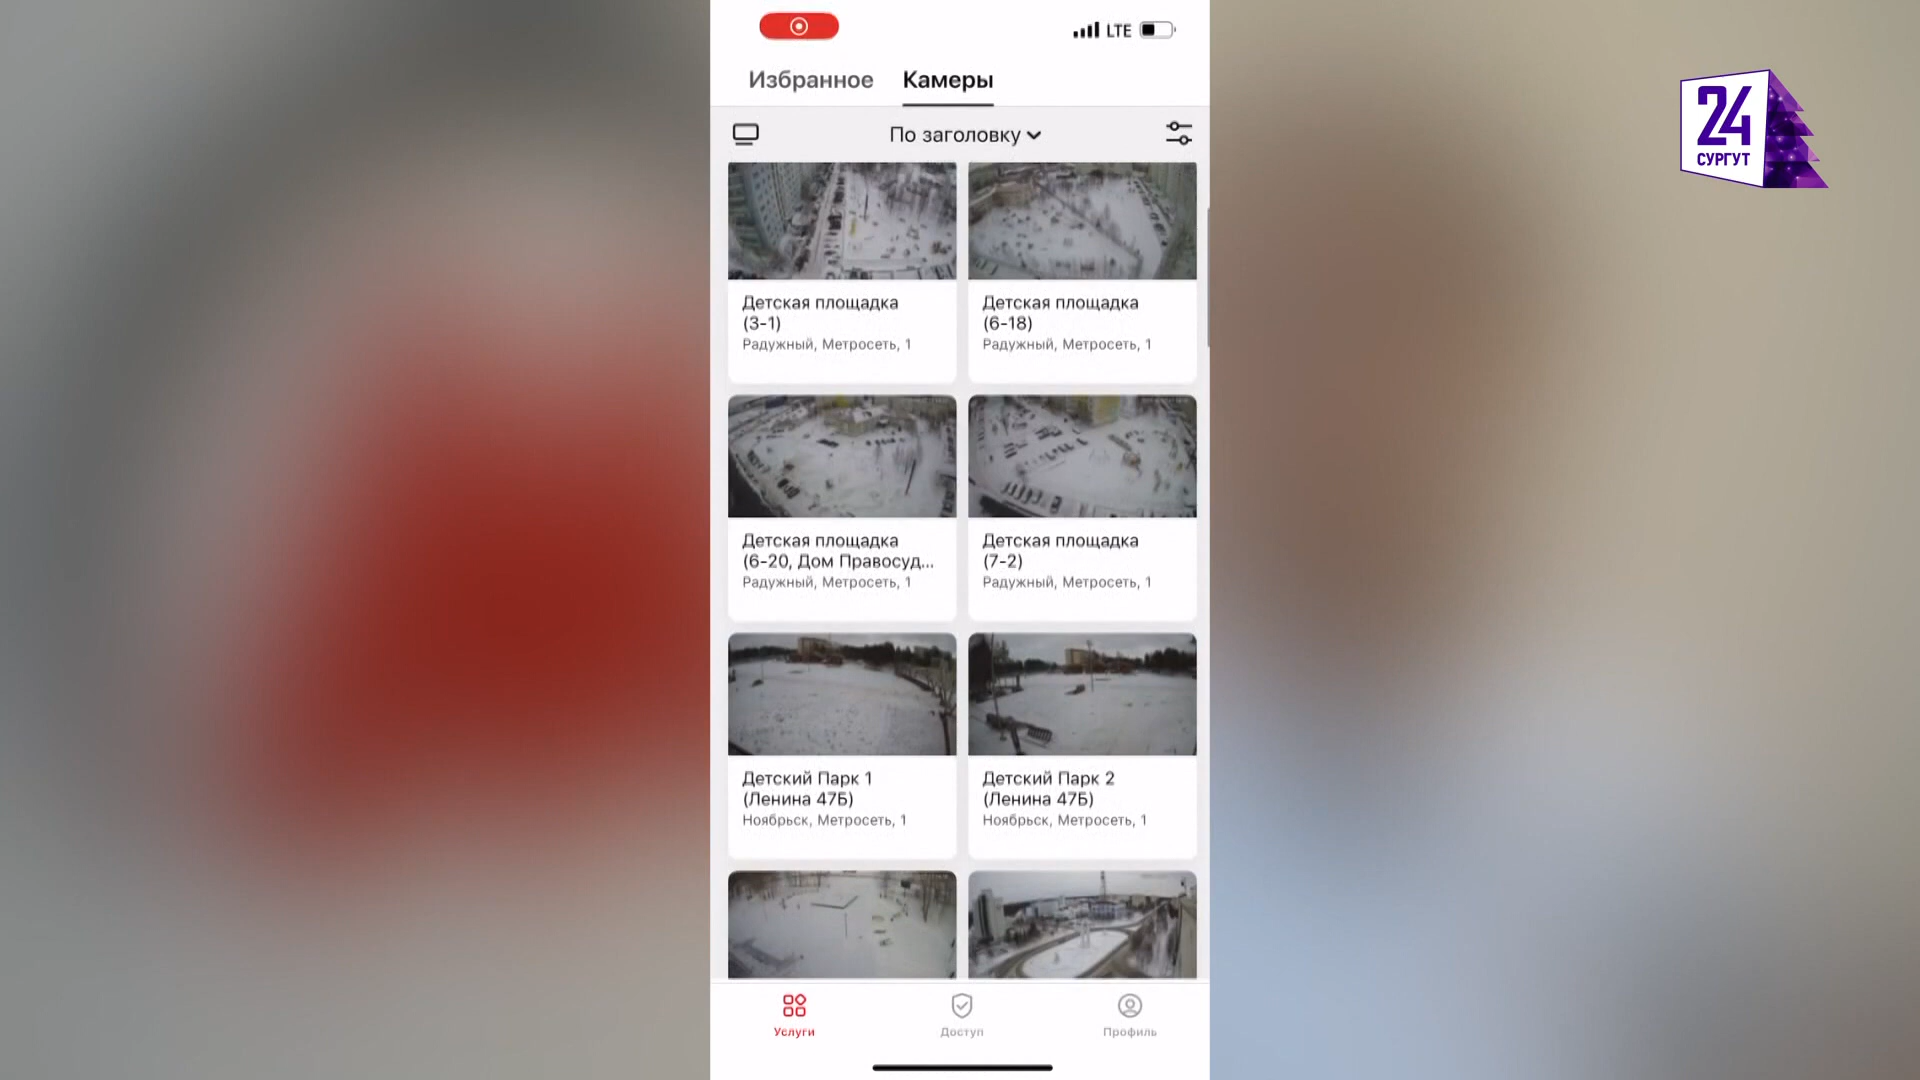 LTE
Избранное
Камеры
По заголовку
24
СУРГУТ
Детская площадка
(3-1)
Радужный, Метросеть, 1
Детская площадка
(6-18)
Радужный, Метросеть, 1
Детская площадка
(6-20, Дом Правосуд...
Радужный, Метросеть, 1
Детская площадка
(7-2)
Радужный, Метросеть, 1
Детский Парк 1
(Ленина 47Б)
Ноябрьск, Метросеть, 1
Детский Парк 2
(Ленина 47Б)
Ноябрьск, Метросеть, 1
Услуги
Доступ
Профиль